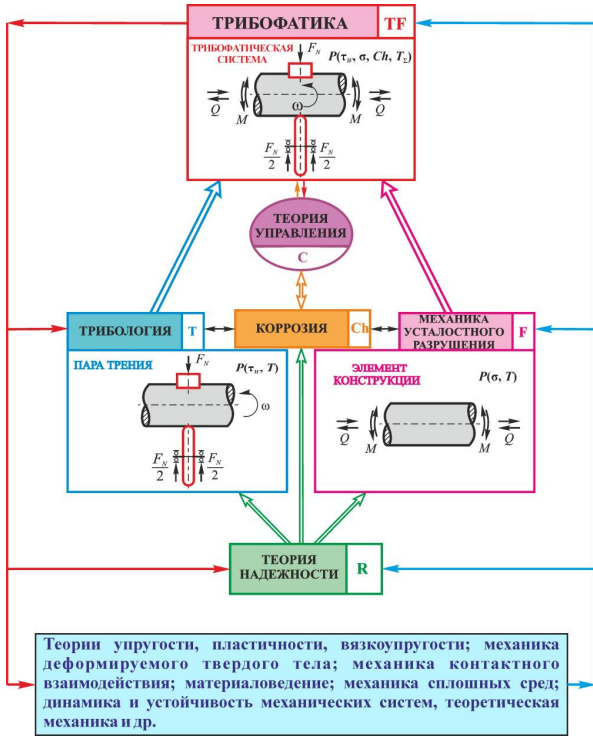 ТРИБОФАТИКА TF
ТРИБОФАТИЧЕСКАЯ
СИСТЕМА
F_N
P(τ_w, σ, Ch, T_Σ)
Q M ω M Q
F_N/2 F_N/2
ТЕОРИЯ
УПРАВЛЕНИЯ
C
ТРИБОЛОГИЯ T
КОРРОЗИЯ Ch
МЕХАНИКА
УСТАЛОСТНОГО
РАЗРУШЕНИЯ F
ПАРА ТРЕНИЯ
F_N
P(τ_w, T)
ω
F_N/2 F_N/2
ЭЛЕМЕНТ
КОНСТРУКЦИИ
P(σ, T)
Q M M Q
ТЕОРИЯ
НАДЕЖНОСТИ R
Теории упругости, пластичности, вязкоупругости; механика
деформируемого твердого тела; механика контактного
взаимодействия; материаловедение; механика сплошных сред;
динамика и устойчивость механических систем, теоретическая
механика и др.